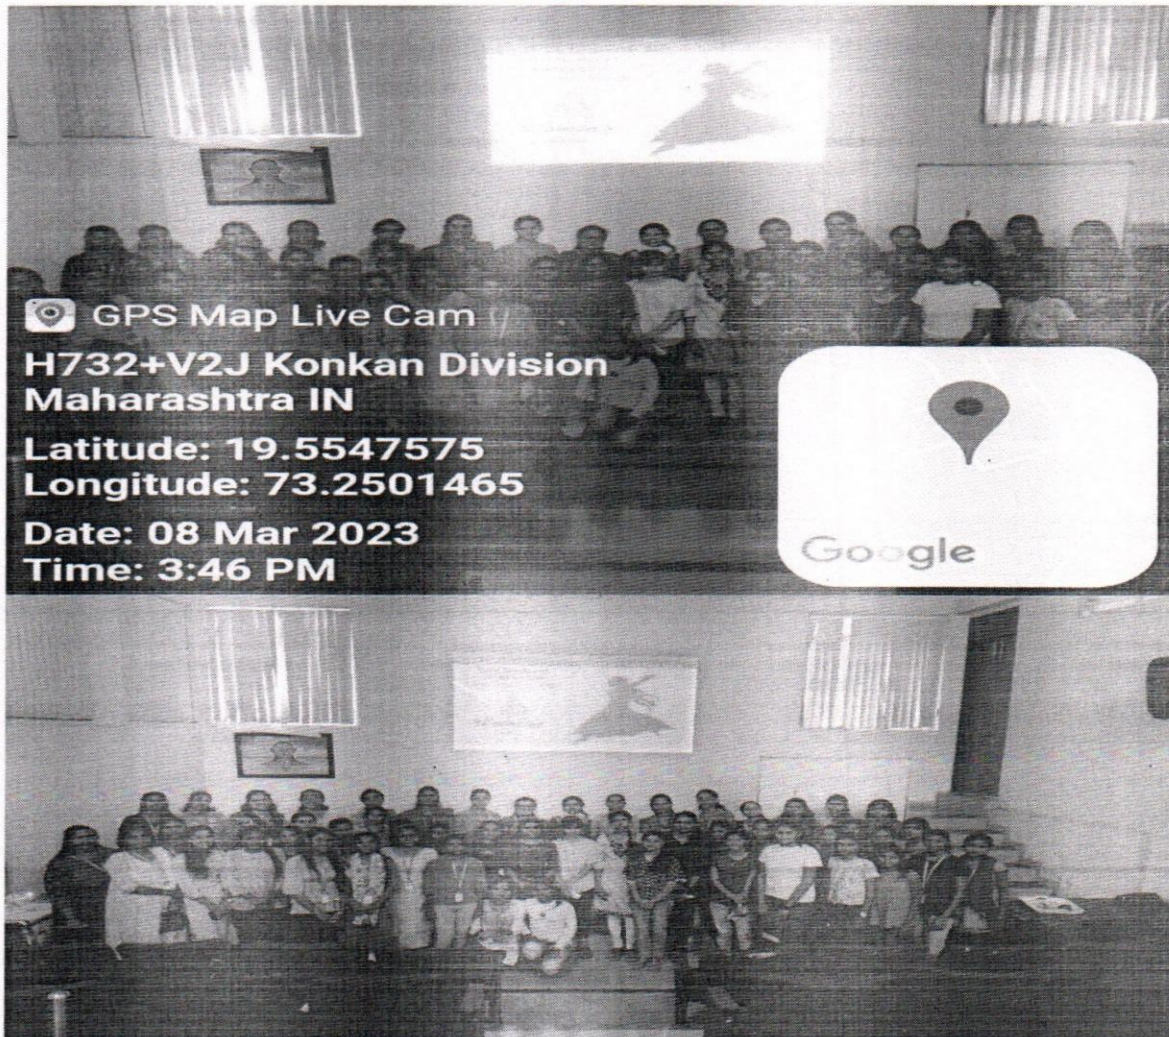 GPS Map Live Cam
H732+V2J Konkan Division
Maharashtra IN
Latitude: 19.5547575
Longitude: 73.2501465
Date: 08 Mar 2023
Time: 3:46 PM
Google